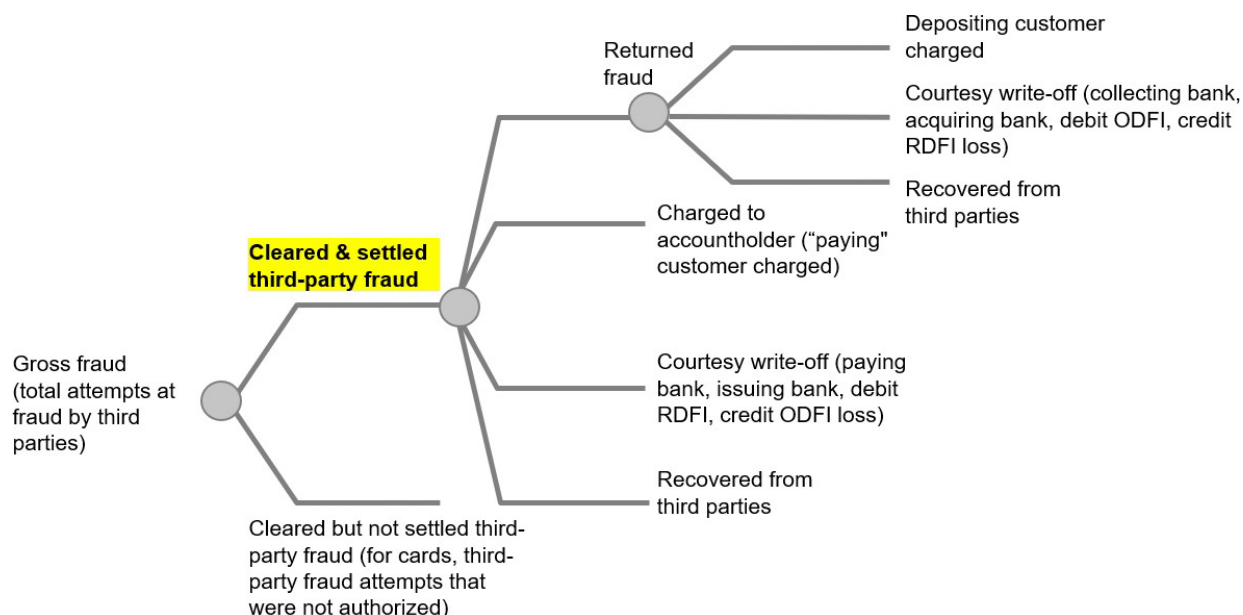 Depositing customer
charged
Returned
fraud
Courtesy write-off (collecting bank,
acquiring bank, debit ODFI, credit
RDFI loss)
Recovered from
third parties
Charged to
accountholder (“paying"
customer charged)
Cleared & settled
third-party fraud
Gross fraud
(total attempts at
fraud by third
parties)
Courtesy write-off (paying
bank, issuing bank, debit
RDFI, credit ODFI loss)
Recovered from
third parties
Cleared but not settled third-
party fraud (for cards, third-
party fraud attempts that
were not authorized)